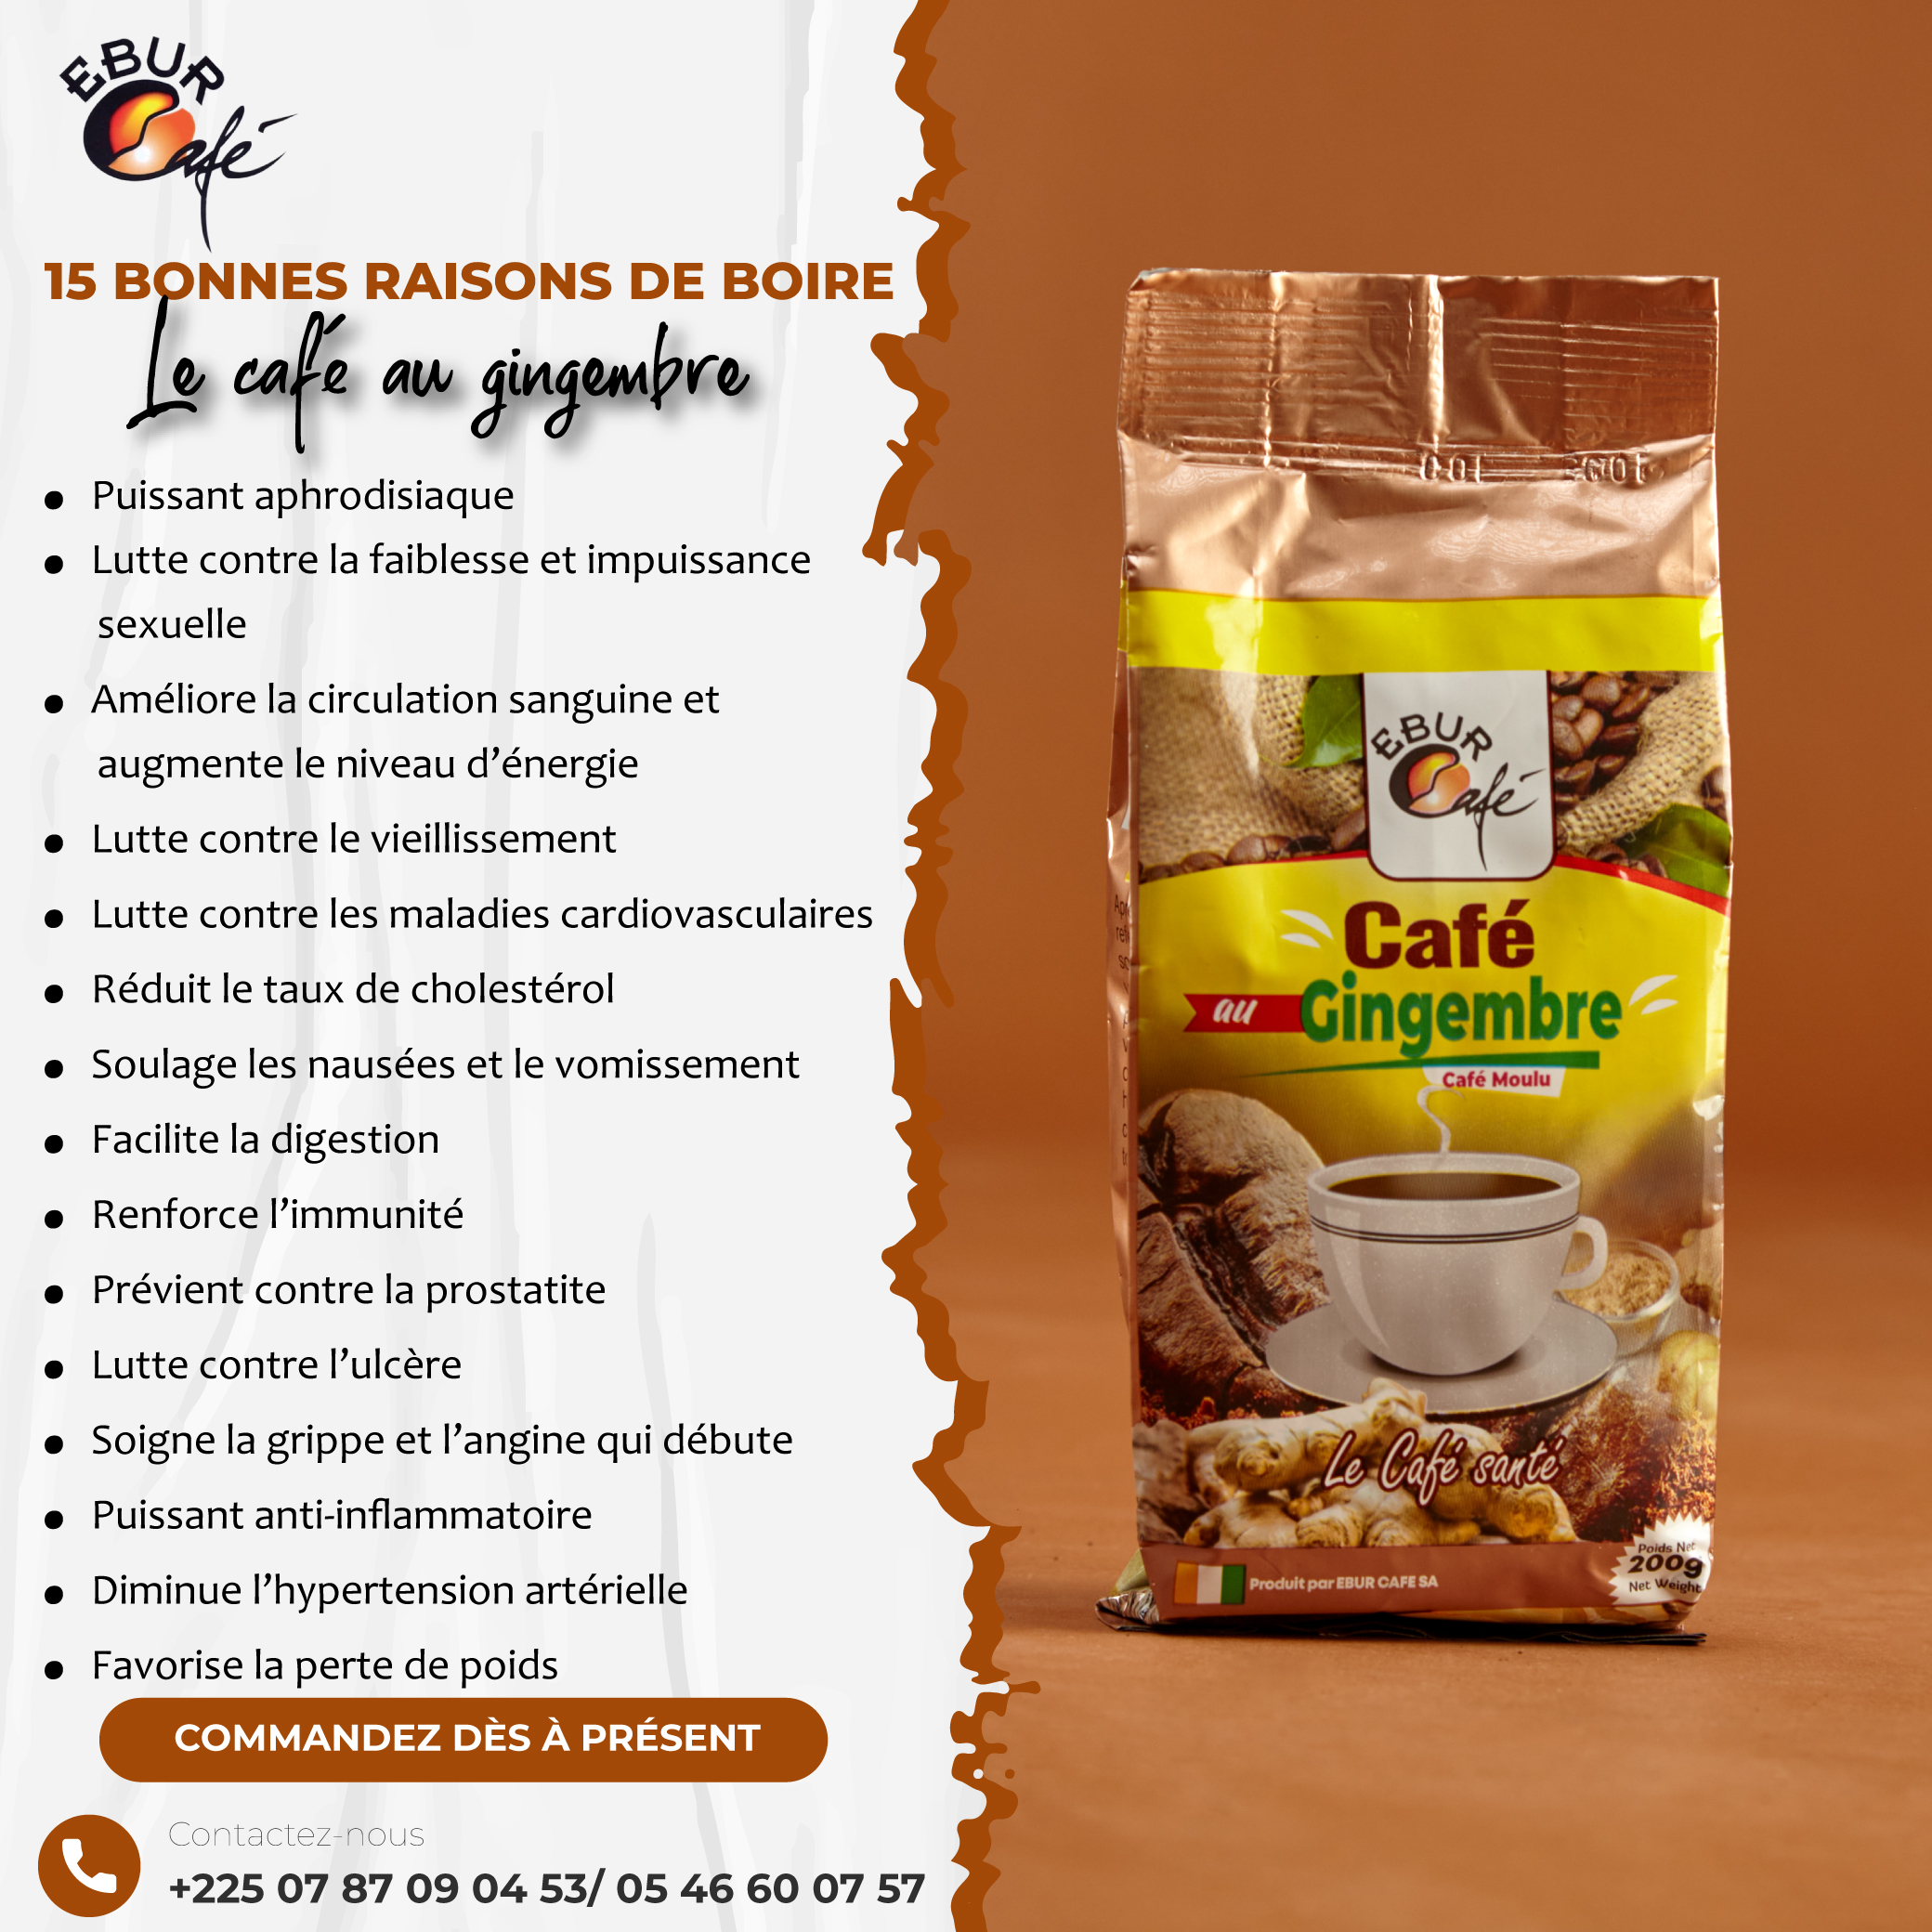 EBUR
Café
15 BONNES RAISONS DE BOIRE
Le café au gingembre
Puissant aphrodisiaque
Lutte contre la faiblesse et impuissance
sexuelle
Améliore la circulation sanguine et
augmente le niveau d’énergie
Lutte contre le vieillissement
Lutte contre les maladies cardiovasculaires
Réduit le taux de cholestérol
Soulage les nausées et le vomissement
Facilite la digestion
Renforce l’immunité
Prévient contre la prostatite
Lutte contre l’ulcère
Soigne la grippe et l’angine qui débute
Puissant anti-inflammatoire
Diminue l’hypertension artérielle
Favorise la perte de poids
COMMANDEZ DÈS À PRÉSENT
Contactez-nous
+225 07 87 09 04 53/ 05 46 60 07 57
EBUR
Café
Café
au Gingembre
Café Moulu
Le Café santé
Produit par EBUR CAFE SA
Poids Net
200g
Net Weight